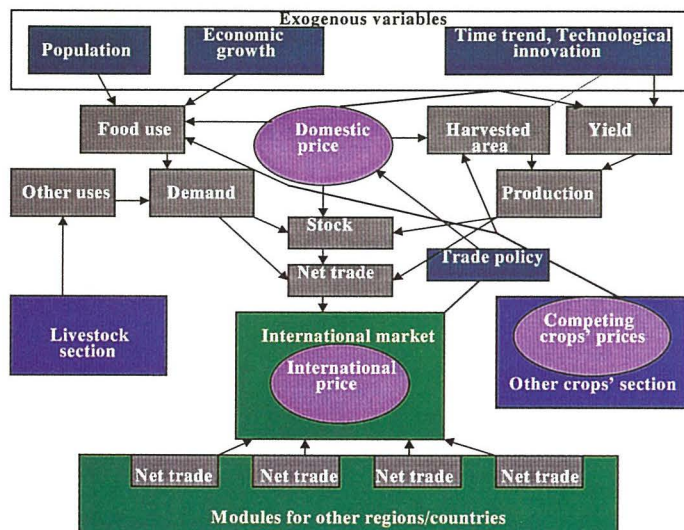 Exogenous variables
Population
Economic
growth
Time trend, Technological
innovation
Food use
Domestic
price
Harvested
area
Yield
Other uses
Demand
Production
Stock
Net trade
Trade policy
Livestock
section
International market
International
price
Competing
crops' prices
Other crops' section
Net trade
Net trade
Net trade
Net trade
Modules for other regions/countries